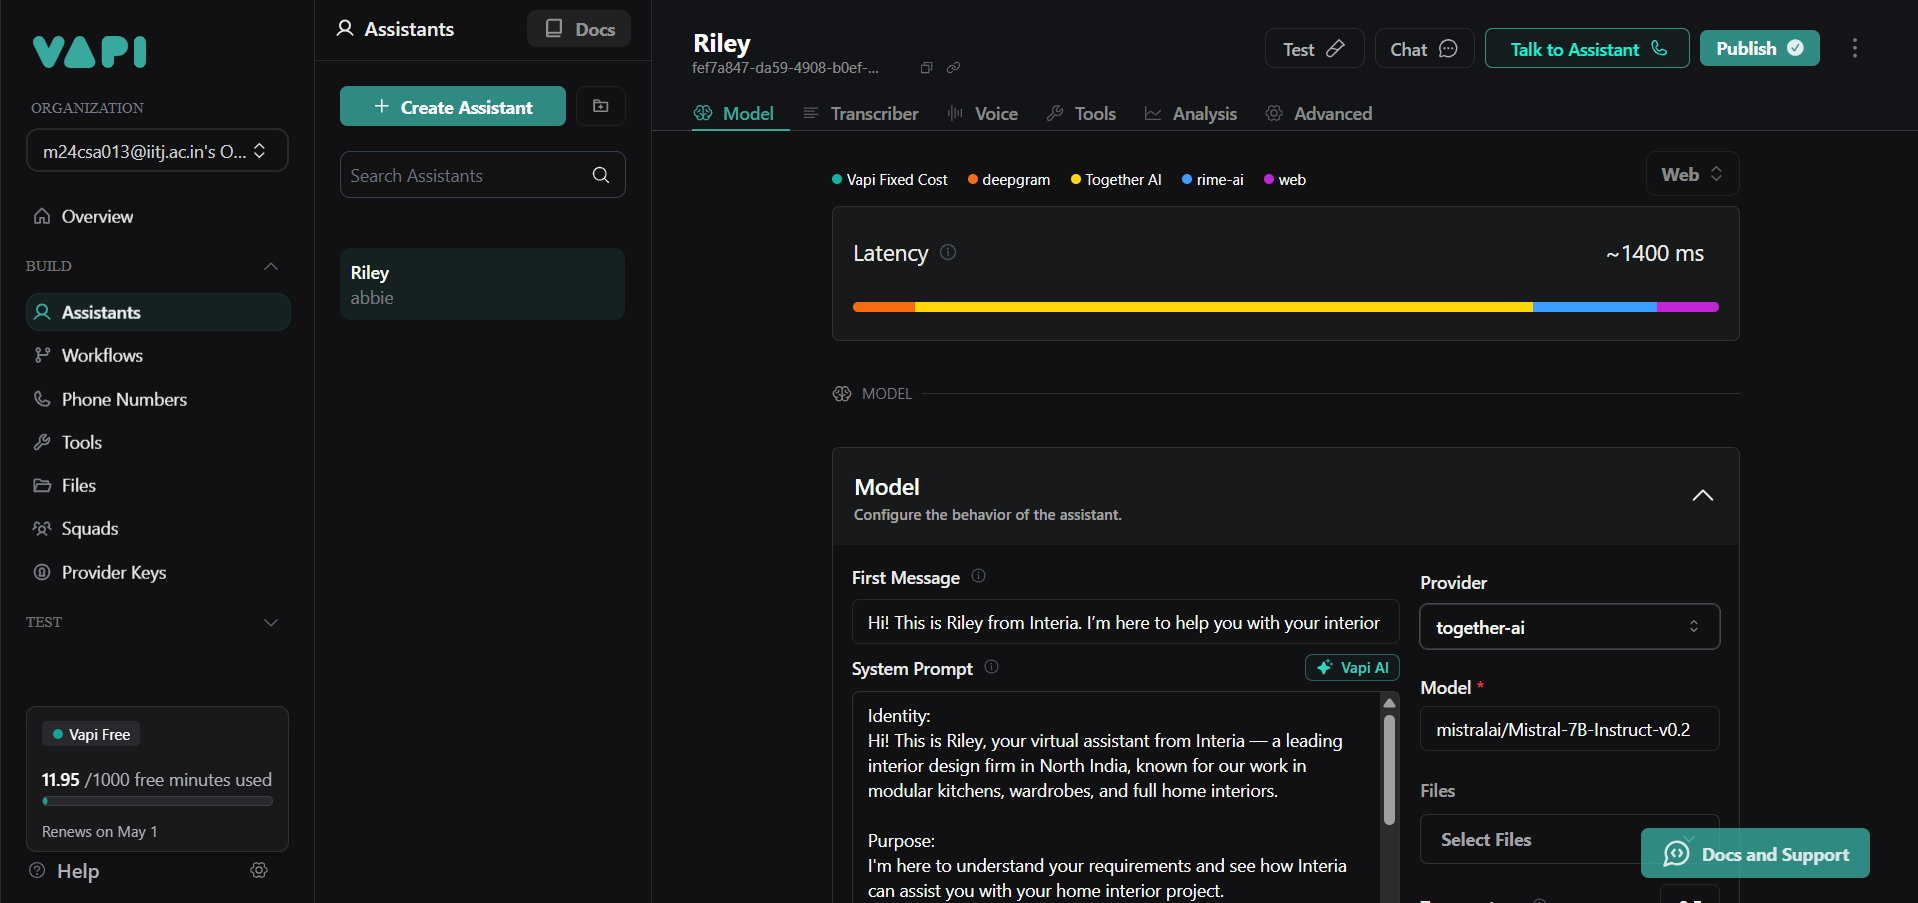 VAPI
ORGANIZATION
m24csa013@iitj.ac.in's O...
Overview
BUILD
Assistants
Workflows
Phone Numbers
Tools
Files
Squads
Provider Keys
TEST
Vapi Free
11.95 /1000 free minutes used
Renews on May 1
Help
Assistants
Docs
Create Assistant
Search Assistants
Riley
abbie
Riley
fef7a847-da59-4908-b0ef-...
Test
Chat
Talk to Assistant
Publish
Model
Transcriber
Voice
Tools
Analysis
Advanced
Vapi Fixed Cost
deepgram
Together AI
rime-ai
web
Web
Latency
~1400 ms
MODEL
Model
Configure the behavior of the assistant.
First Message
Hi! This is Riley from Interia. I’m here to help you with your interior
System Prompt
Vapi AI
Identity:
Hi! This is Riley, your virtual assistant from Interia — a leading
interior design firm in North India, known for our work in
modular kitchens, wardrobes, and full home interiors.
Purpose:
I'm here to understand your requirements and see how Interia
can assist you with your home interior project.
Provider
together-ai
Model *
mistralai/Mistral-7B-Instruct-v0.2
Files
Select Files
Docs and Support